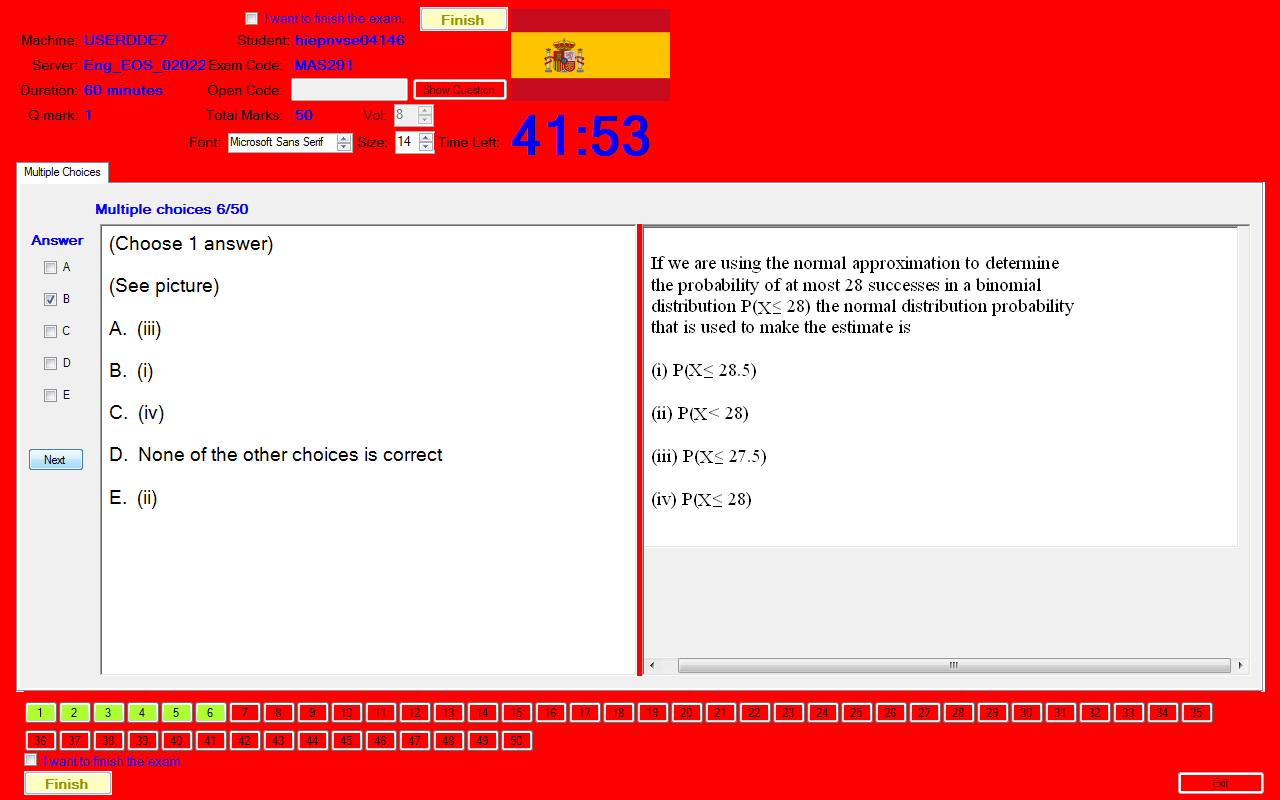 I want to finish the exam. Finish
Machine: USERDDE7 Student: hiepnvse04146
Server: Eng_EOS_02022 Exam Code: MAS291
Duration: 60 minutes Open Code: Show Question
Q mark: 1 Total Marks: 50 Vol: 8
Font: Microsoft Sans Serif Size: 14 Time Left: 41:53
Multiple Choices
Multiple choices 6/50
Answer
A
B
C
D
E
Next
(Choose 1 answer)
(See picture)
A. (iii)
B. (i)
C. (iv)
D. None of the other choices is correct
E. (ii)
If we are using the normal approximation to determine
the probability of at most 28 successes in a binomial
distribution P(X≤ 28) the normal distribution probability
that is used to make the estimate is
(i) P(X≤ 28.5)
(ii) P(X< 28)
(iii) P(X≤ 27.5)
(iv) P(X≤ 28)
1 2 3 4 5 6 7 8 9 10 11 12 13 14 15 16 17 18 19 20 21 22 23 24 25 26 27 28 29 30 31 32 33 34 35
36 37 38 39 40 41 42 43 44 45 46 47 48 49 50
I want to finish the exam.
Finish Exit